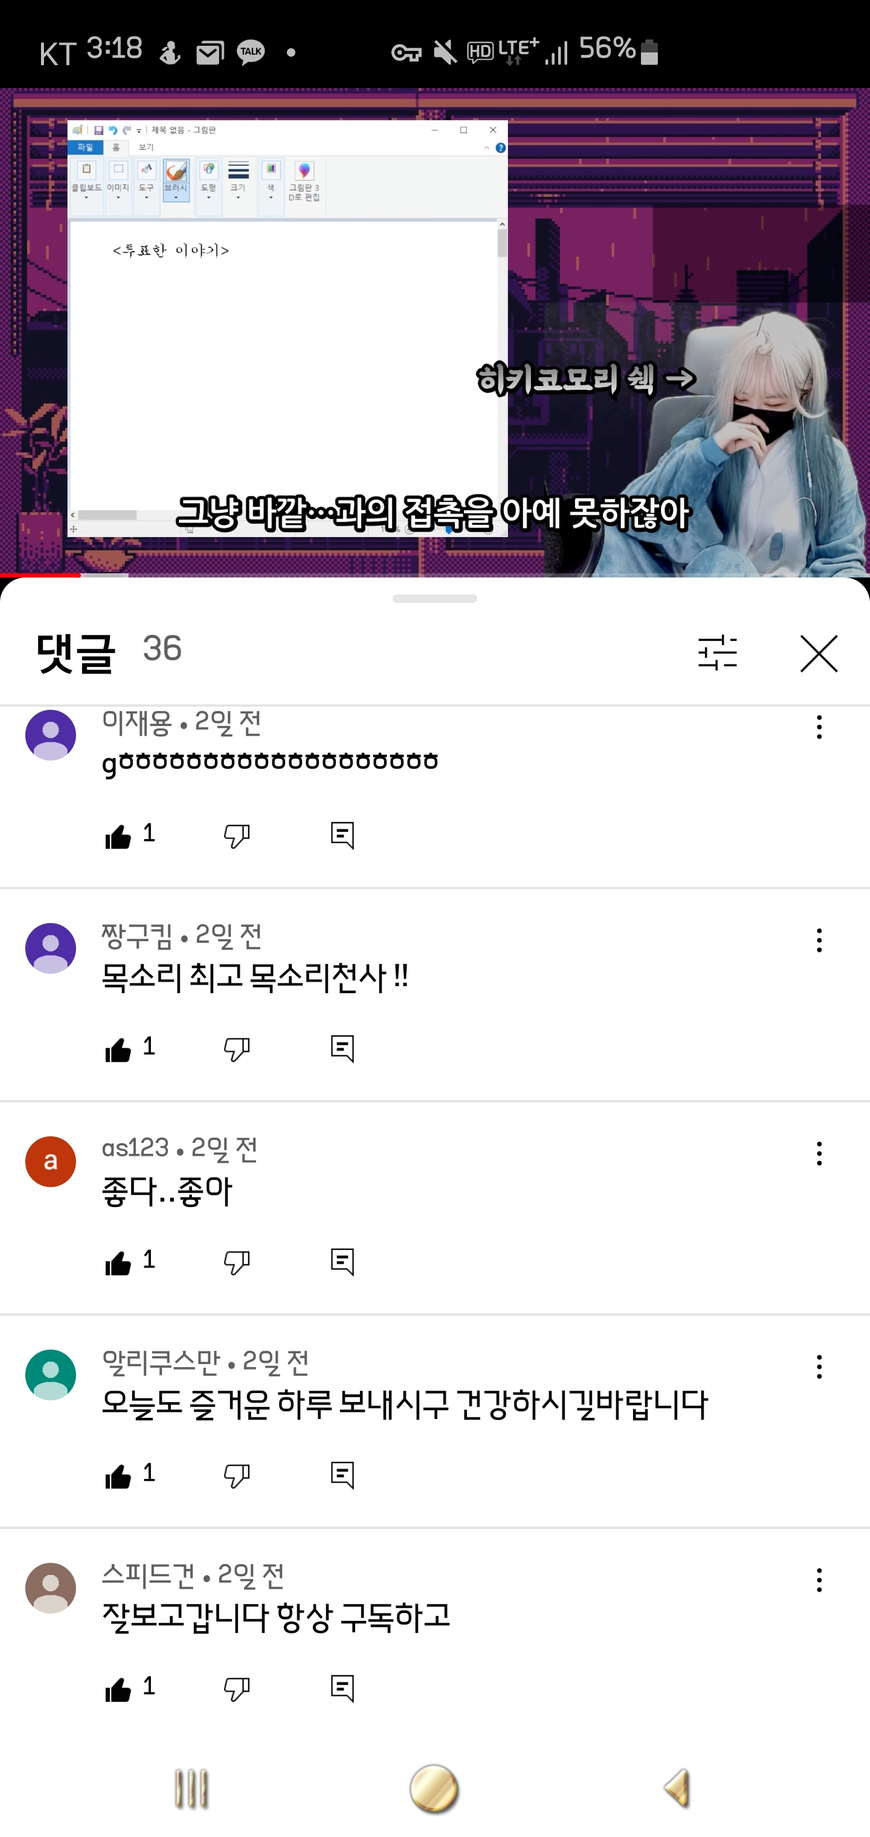 KT 3:18 TALK HD LTE+ 56%
제목 없음 - 그림판
파일 홈 보기
클립보드 이미지 도구 브러시 도형 크기 색 그림판 3D로 편집
<투표한 이야기>
히키코모리 쉑 →
그냥 바깥…과의 접촉을 아예 못하잖아
댓글 36
이재용 • 2일 전
gㅎㅎㅎㅎㅎㅎㅎㅎㅎㅎㅎㅎㅎㅎㅎㅎㅎㅎㅎ
1
짱구킴 • 2일 전
목소리 최고 목소리천사 !!
1
a
as123 • 2일 전
좋다..좋아
1
알리쿠스만 • 2일 전
오늘도 즐거운 하루 보내시구 건강하시길바랍니다
1
스피드건 • 2일 전
잘보고갑니다 항상 구독하고
1